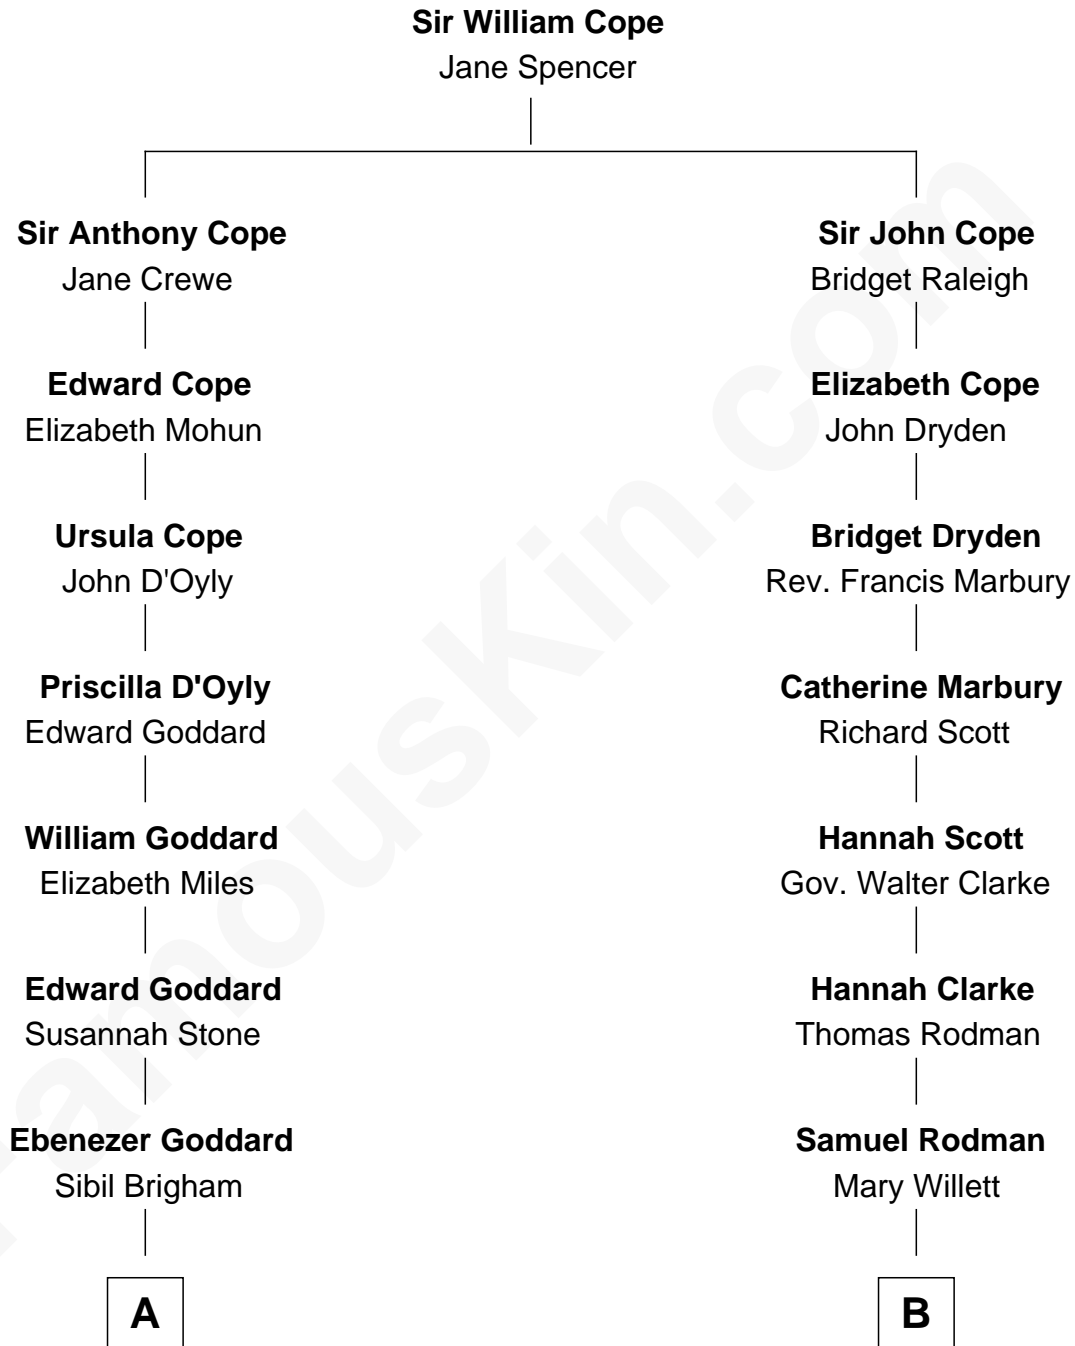 Sir William Cope
Jane Spencer
Sir Anthony Cope
Jane Crewe
Edward Cope
Elizabeth Mohun
Ursula Cope
John D'Oyly
Priscilla D'Oyly
Edward Goddard
William Goddard
Elizabeth Miles
Edward Goddard
Susannah Stone
Ebenezer Goddard
Sibil Brigham
A
Sir John Cope
Bridget Raleigh
Elizabeth Cope
John Dryden
Bridget Dryden
Rev. Francis Marbury
Catherine Marbury
Richard Scott
Hannah Scott
Gov. Walter Clarke
Hannah Clarke
Thomas Rodman
Samuel Rodman
Mary Willett
B
FamousKin.com